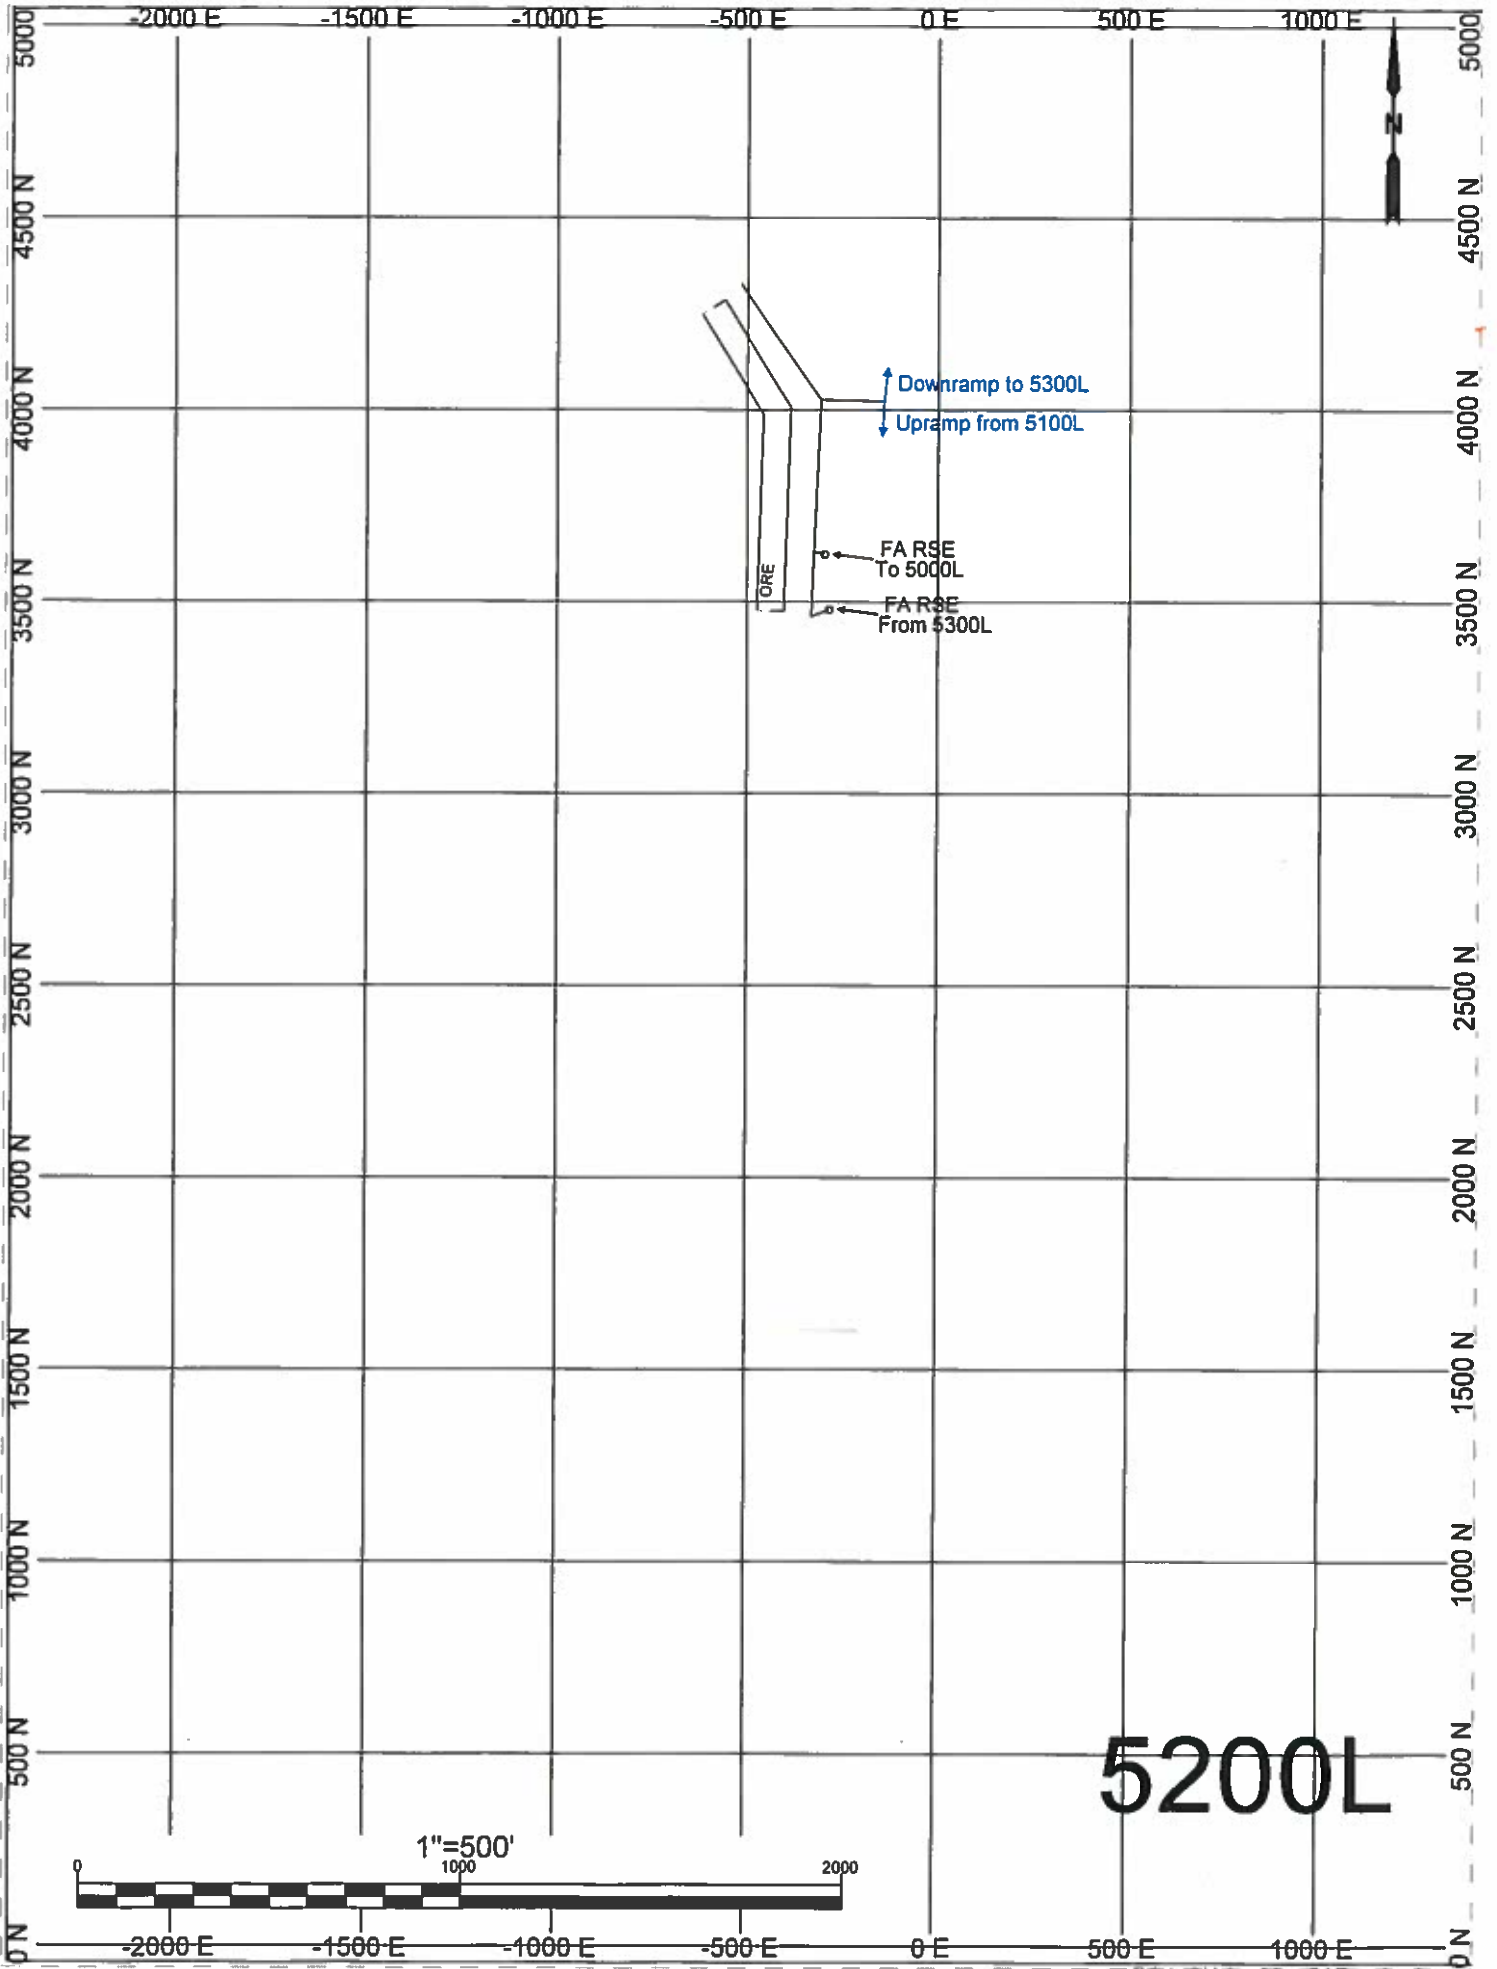 -2000 E -1500 E -1000 E -500 E 0 E 500 E 1000 E
5000 5000
N
4500 N 4500 N
Downramp to 5300L
4000 N 4000 N
Upramp from 5100L
FA RSE
To 5000L
ORE
3500 N 3500 N
FA RSE
From 5300L
3000 N 3000 N
2500 N 2500 N
2000 N 2000 N
1500 N 1500 N
1000 N 1000 N
500 N 500 N
5200L
1"=500'
0 1000 2000
0 N 0 N
-2000 E -1500 E -1000 E -500 E 0 E 500 E 1000 E